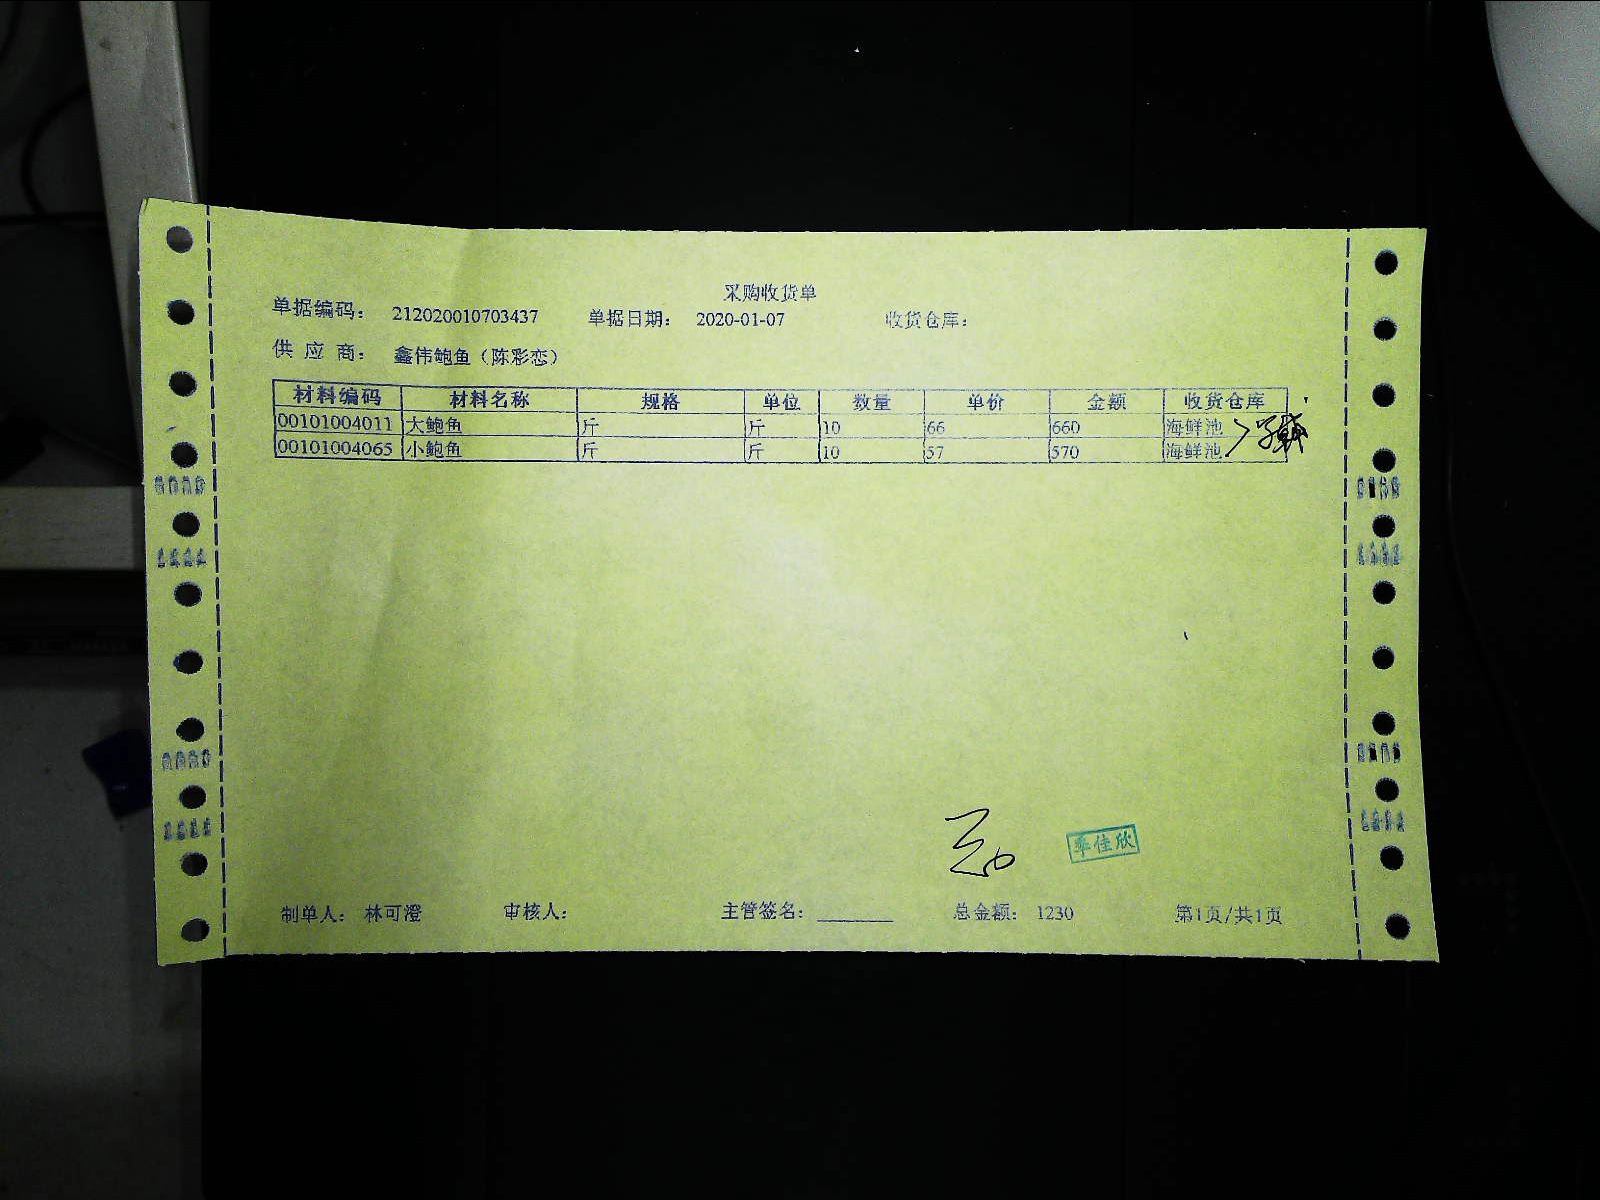 采购收货单
单据编码： 212020010703437 单据日期： 2020-01-07 收货仓库：
供 应 商： 鑫伟鲍鱼（陈彩恋）
材料编码 材料名称 规格 单位 数量 单价 金额 收货仓库
00101004011 大鲍鱼 斤 斤 10 66 660 海鲜池
00101004065 小鲍鱼 斤 斤 10 57 570 海鲜池
佳欣
制单人： 林可澄 审核人： 主管签名： 总金额： 1230 第1页/共1页